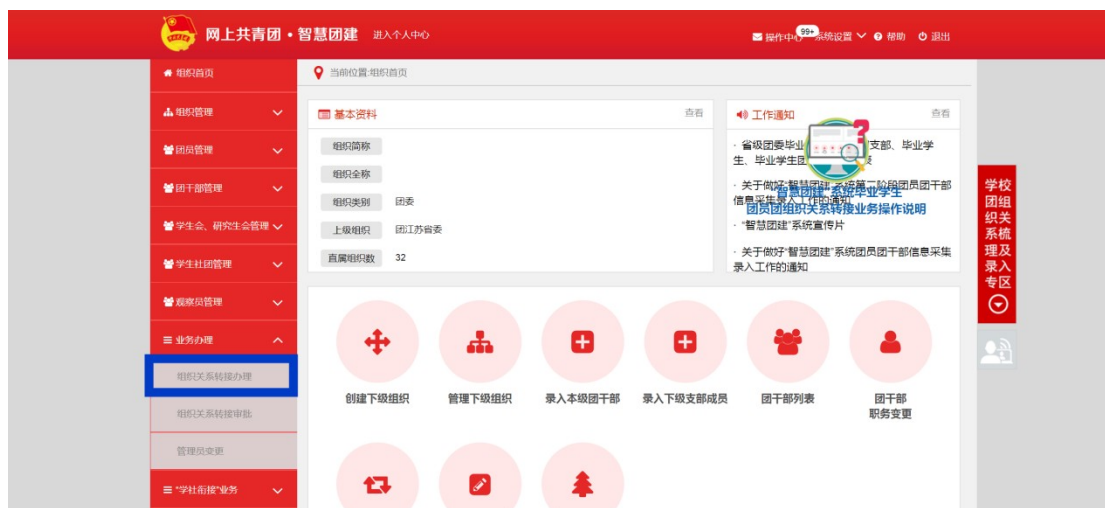 网上共青团·智慧团建 进入个人中心
操作中心 99+ 系统设置 帮助 退出
组织首页
当前位置:组织首页
组织管理
团员管理
团干部管理
学生会、研究生会管理
学生社团管理
观察员管理
业务办理
组织关系转接办理
组织关系转接审批
管理员变更
"学社衔接"业务
基本资料 查看
组织简称
组织全称
组织类别 团委
上级组织 团江苏省委
直属组织数 32
工作通知 查看
· 省级团委毕业 支部、毕业学
生、毕业学生团
· 关于做好"智慧团建"系统第二阶段团员团干部
信息采集录入工作的通知
"智慧团建"系统毕业学生
团员团组织关系转接业务操作说明
· "智慧团建"系统宣传片
· 关于做好"智慧团建"系统团员团干部信息采集
录入工作的通知
创建下级组织 管理下级组织 录入本级团干部 录入下级支部成员 团干部列表 团干部
职务变更
学校
团组
织关
系梳
理及
录入
专区